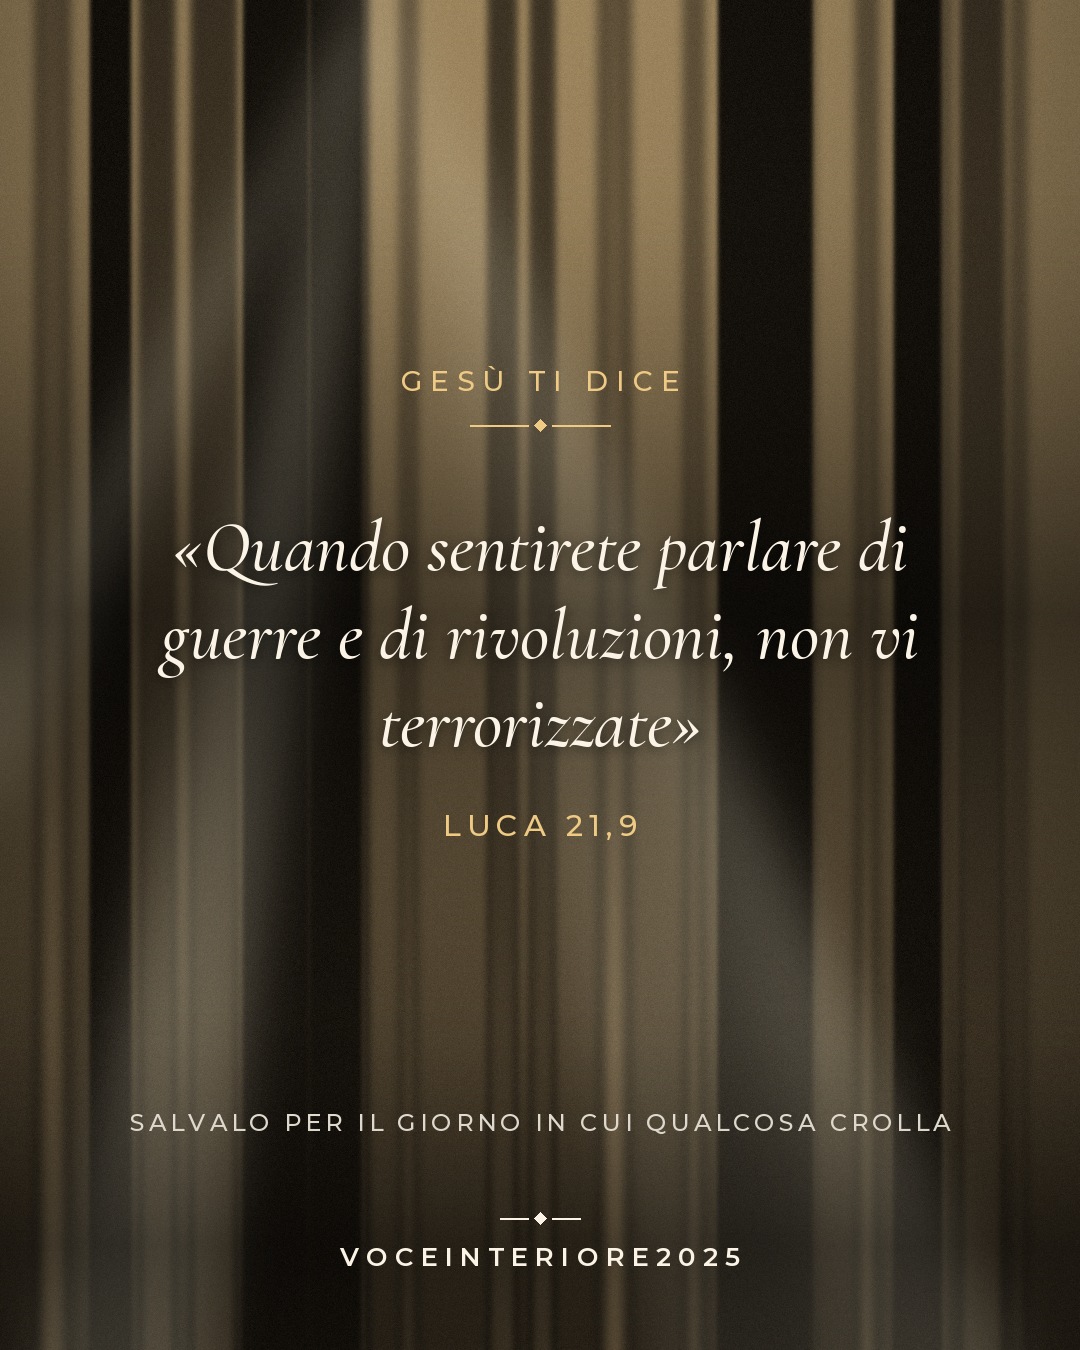 GESÙ TI DICE
«Quando sentirete parlare di
guerre e di rivoluzioni, non vi
terrorizzate»
LUCA 21,9
SALVALO PER IL GIORNO IN CUI QUALCOSA CROLLA
VOCEINTERIORE2025